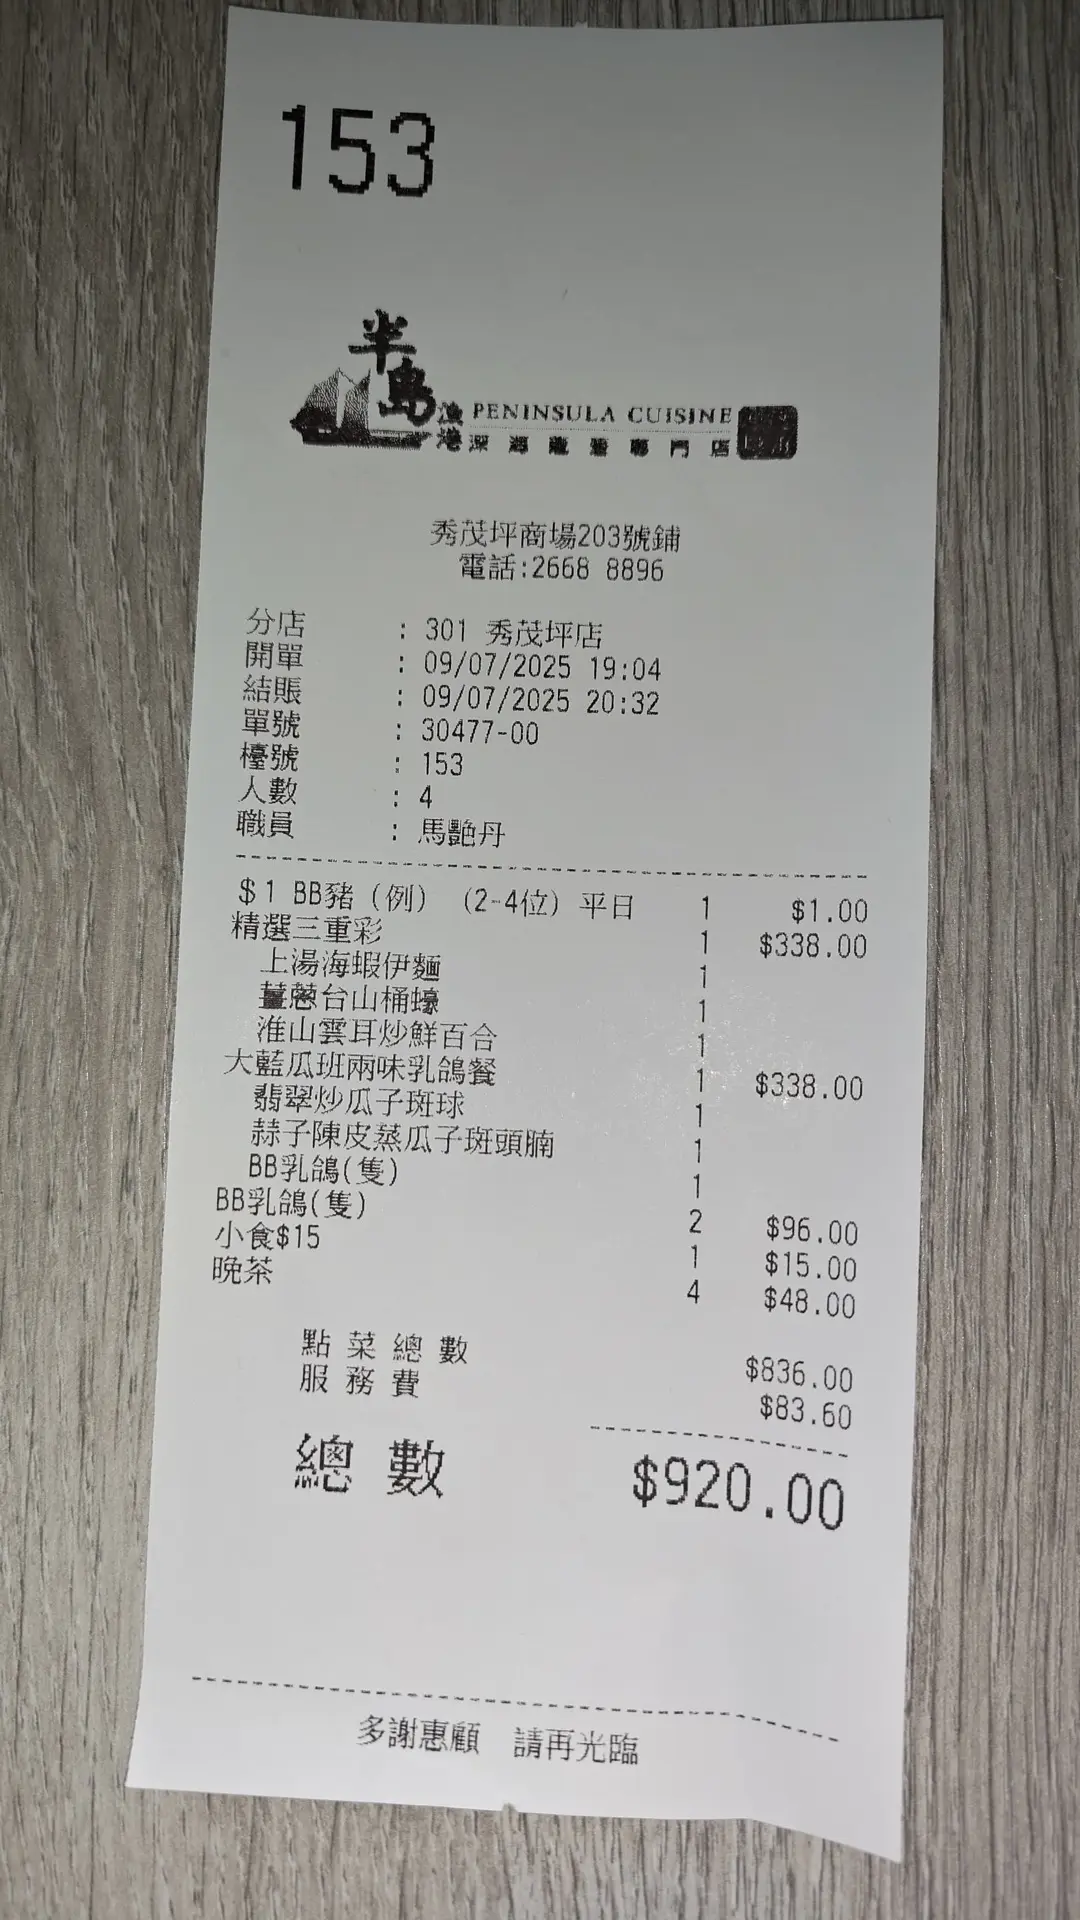 153
半島
漁港
PENINSULA CUISINE
深海龍躉專門店
秀茂坪商場203號鋪
電話:2668 8896
分店 : 301 秀茂坪店
開單 : 09/07/2025 19:04
結賬 : 09/07/2025 20:32
單號 : 30477-00
檯號 : 153
人數 : 4
職員 : 馬艷丹
$1 BB豬(例) (2-4位)平日 1 $1.00
精選三重彩 1 $338.00
上湯海蝦伊麵 1
薑蔥台山桶蠔 1
淮山雲耳炒鮮百合 1
大藍瓜班兩味乳鴿餐 1 $338.00
翡翠炒瓜子斑球 1
蒜子陳皮蒸瓜子斑頭腩 1
BB乳鴿(隻) 1
BB乳鴿(隻) 2 $96.00
小食$15 1 $15.00
晚茶 4 $48.00
點菜總數 $836.00
服務費 $83.60
總數 $920.00
多謝惠顧 請再光臨